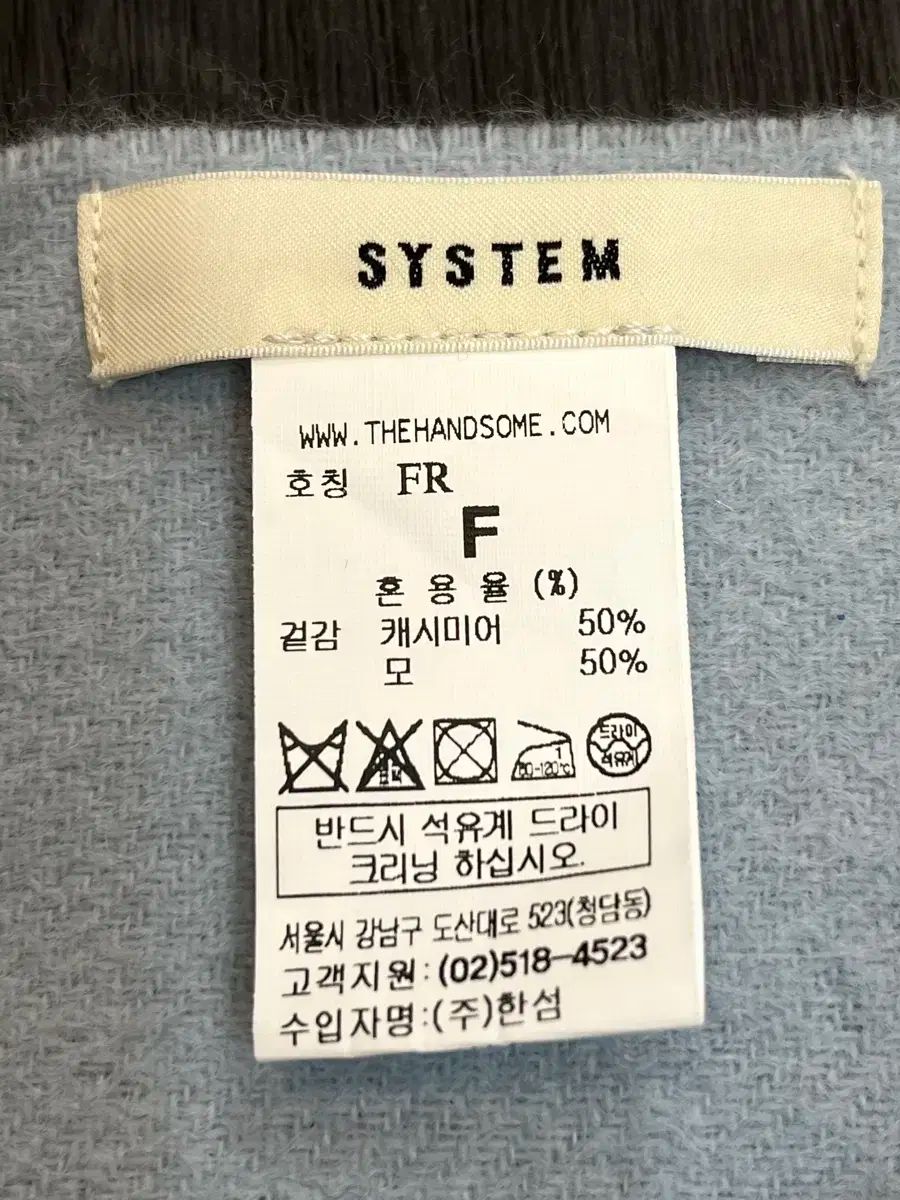 SYSTEM
WWW.THEHANDSOME.COM
호칭 FR
F
혼 용 율 (%)
겉감 캐시미어 50%
모 50%
1
80-120℃
드라이
석유계
반드시 석유계 드라이
크리닝 하십시오.
서울시 강남구 도산대로 523(청담동)
고객지원:(02)518-4523
수입자명:(주)한섬